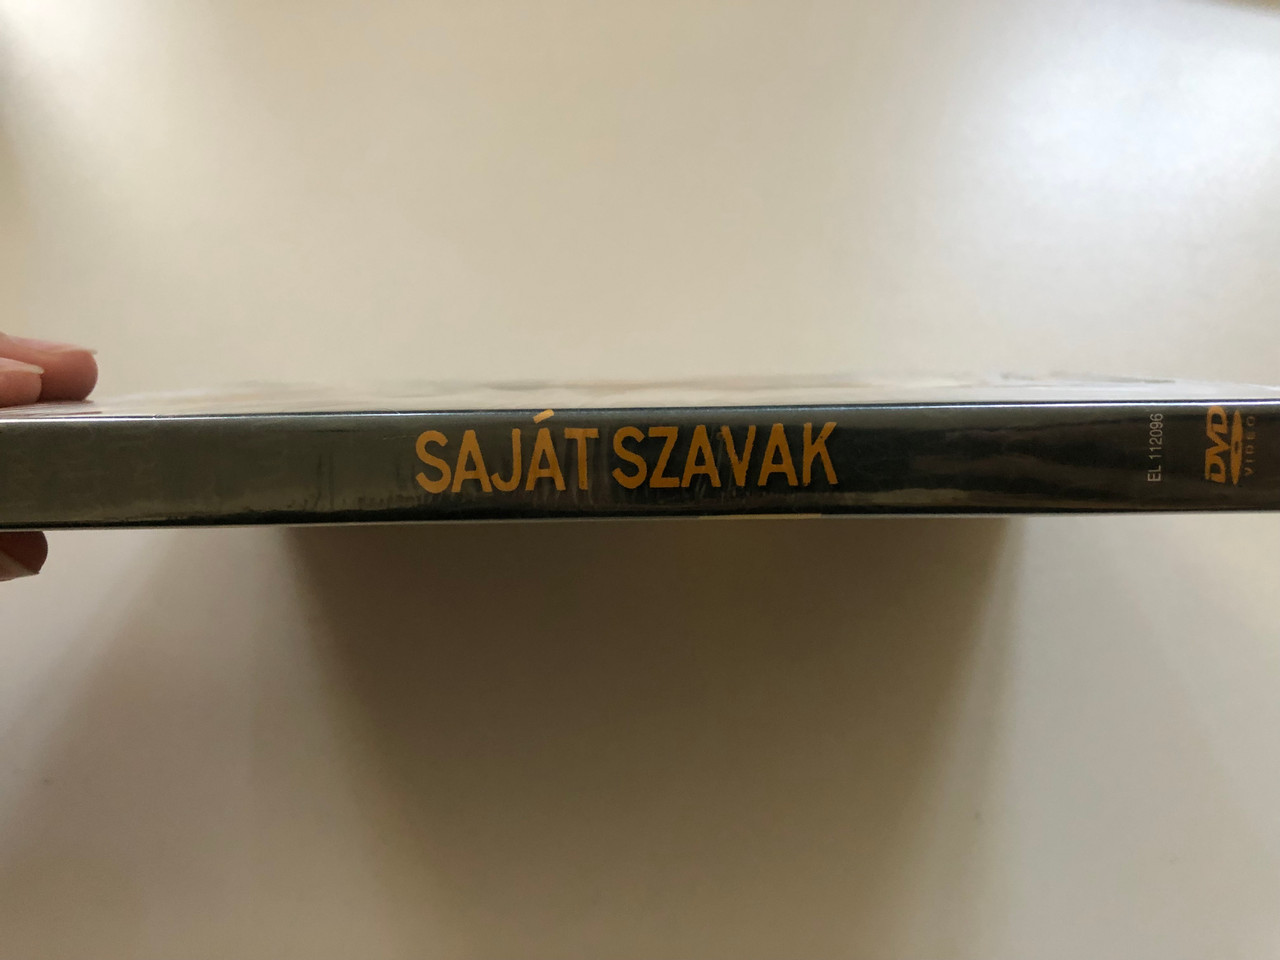 SAJÁT SZAVAK
EL 112096
DVD
VIDEO